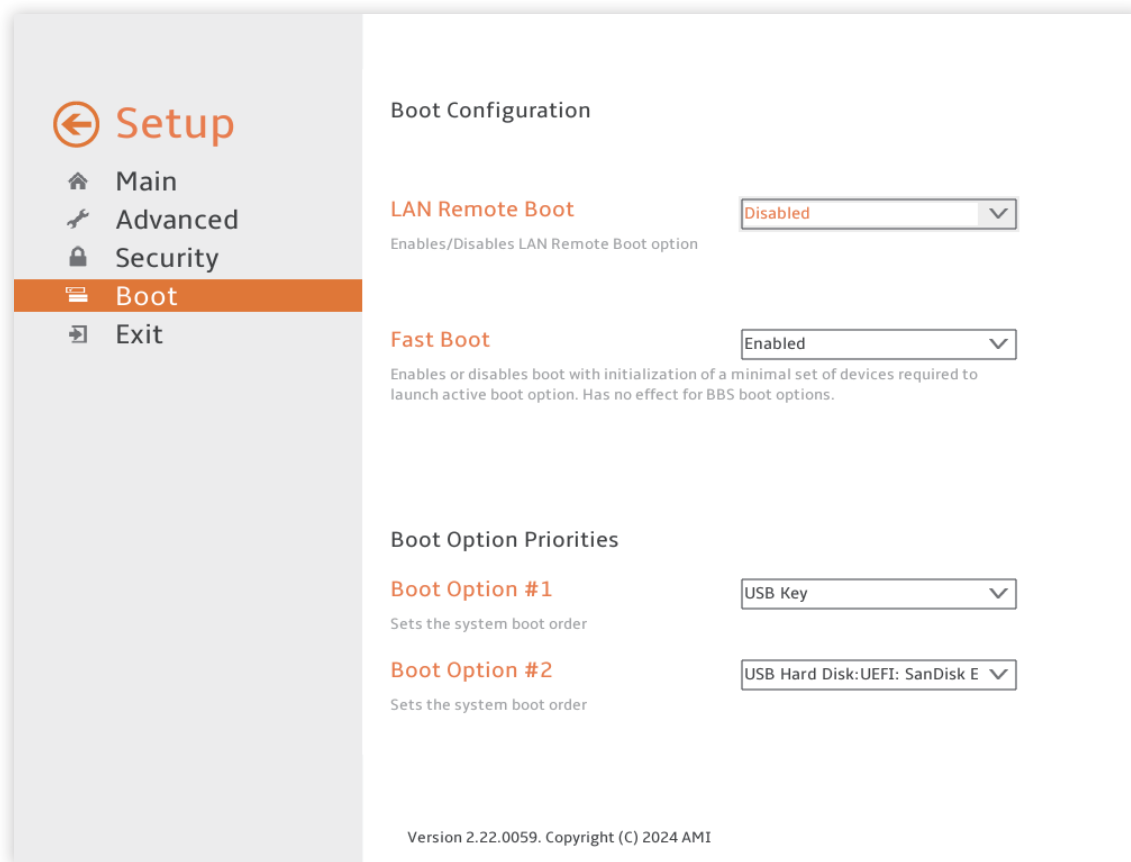 Setup
Main
Advanced
Security
Boot
Exit
Boot Configuration
LAN Remote Boot
Disabled
Enables/Disables LAN Remote Boot option
Fast Boot
Enabled
Enables or disables boot with initialization of a minimal set of devices required to
launch active boot option. Has no effect for BBS boot options.
Boot Option Priorities
Boot Option #1
USB Key
Sets the system boot order
Boot Option #2
USB Hard Disk:UEFI: SanDisk E
Sets the system boot order
Version 2.22.0059. Copyright (C) 2024 AMI